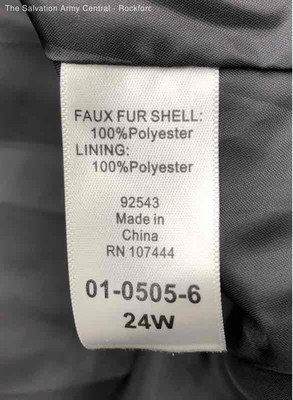 The Salvation Army Central - Rockford
FAUX FUR SHELL:
100%Polyester
LINING:
100%Polyester
92543
Made in
China
RN 107444
01-0505-6
24W